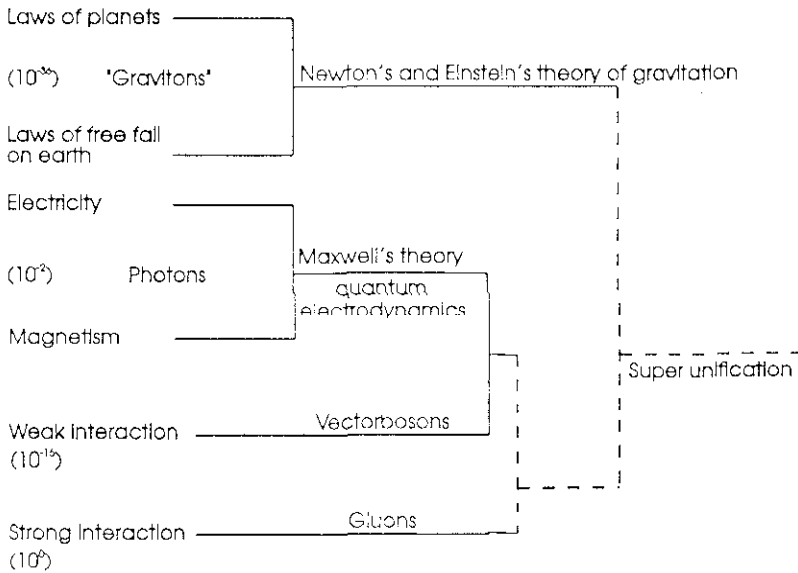 Laws of planets
(10⁻³⁶) "Gravitons"
Newton's and Einstein's theory of gravitation
Laws of free fall
on earth
Electricity
Maxwell's theory
(10⁻²) Photons
quantum
electrodynamics
Magnetism
Super unification
Vectorbosons
Weak interaction
(10⁻¹⁵)
Gluons
Strong interaction
(10⁰)